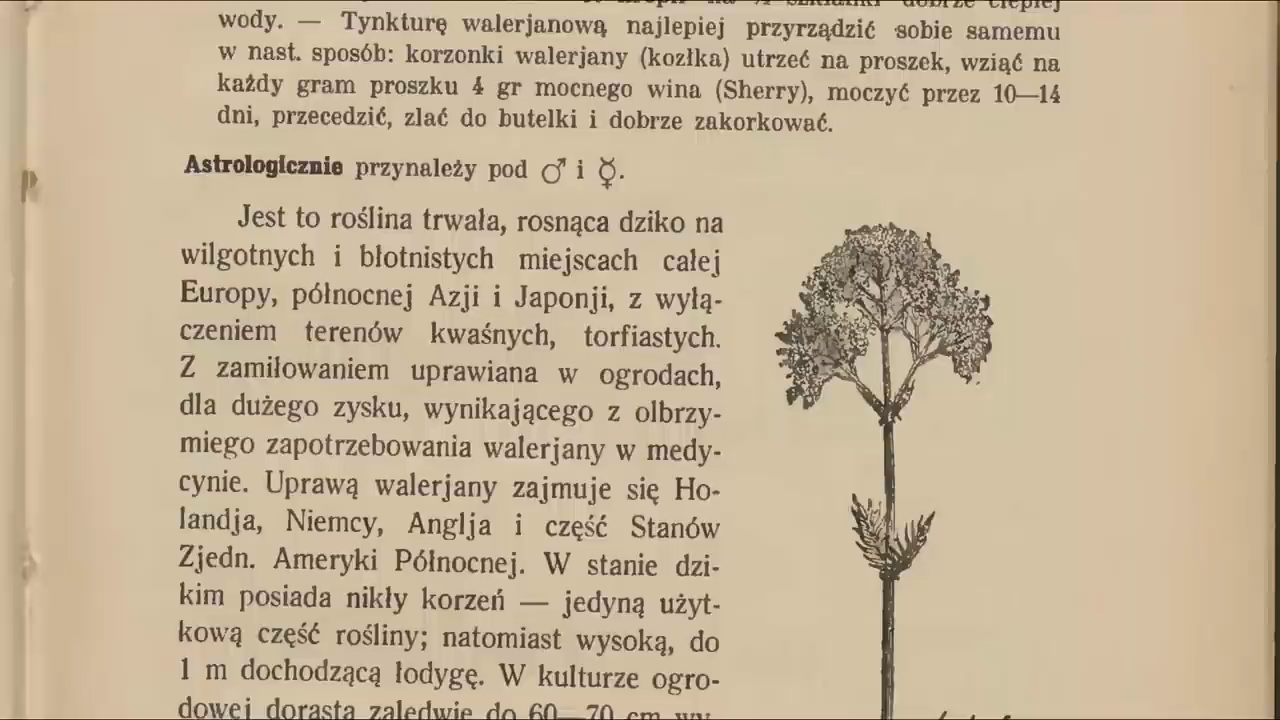 wody. — Tynkturę walerjanową najlepiej przyrządzić sobie samemu
w nast. sposób: korzonki walerjany (kozłka) utrzeć na proszek, wziąć na
każdy gram proszku 4 gr mocnego wina (Sherry), moczyć przez 10—14
dni, przecedzić, zlać do butelki i dobrze zakorkować.
Astrologicznie przynależy pod ♂ i ☿.
Jest to roślina trwała, rosnąca dziko na
wilgotnych i błotnistych miejscach całej
Europy, północnej Azji i Japonji, z wyłą-
czeniem terenów kwaśnych, torfiastych.
Z zamiłowaniem uprawiana w ogrodach,
dla dużego zysku, wynikającego z olbrzy-
miego zapotrzebowania walerjany w medy-
cynie. Uprawą walerjany zajmuje się Ho-
landja, Niemcy, Anglja i część Stanów
Zjedn. Ameryki Północnej. W stanie dzi-
kim posiada nikły korzeń — jedyną użyt-
kową część rośliny; natomiast wysoką, do
1 m dochodzącą łodygę. W kulturze ogro-
dowej dorasta zaledwie do 60—70 cm wy-